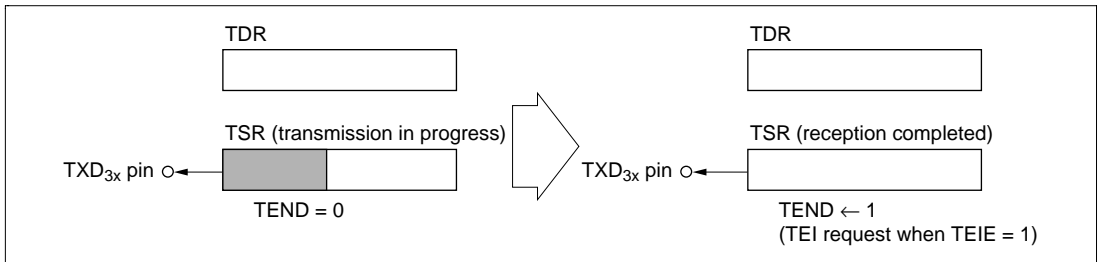 TDR
TSR (transmission in progress)
TXD3x pin
TEND = 0
TDR
TSR (reception completed)
TXD3x pin
TEND ← 1
(TEI request when TEIE = 1)